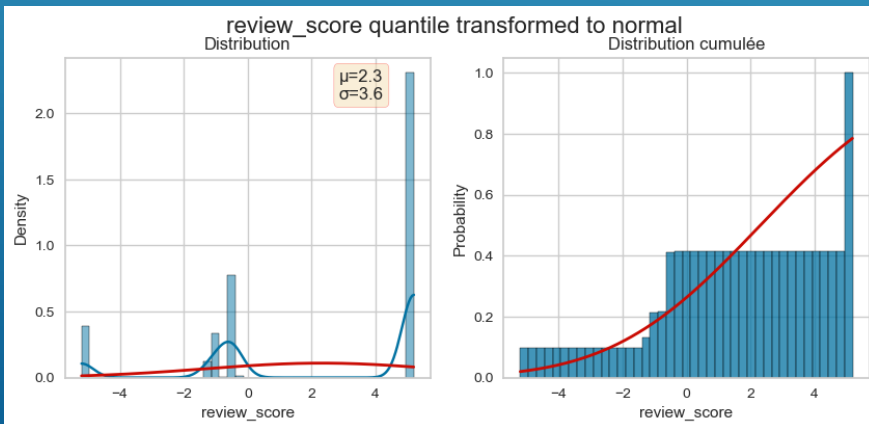 review_score quantile transformed to normal
Distribution
μ=2.3
σ=3.6
2.0
1.5
1.0
0.5
0.0
Density
−4
−2
0
2
4
review_score
Distribution cumulée
1.0
0.8
0.6
0.4
0.2
0.0
Probability
−4
−2
0
2
4
review_score